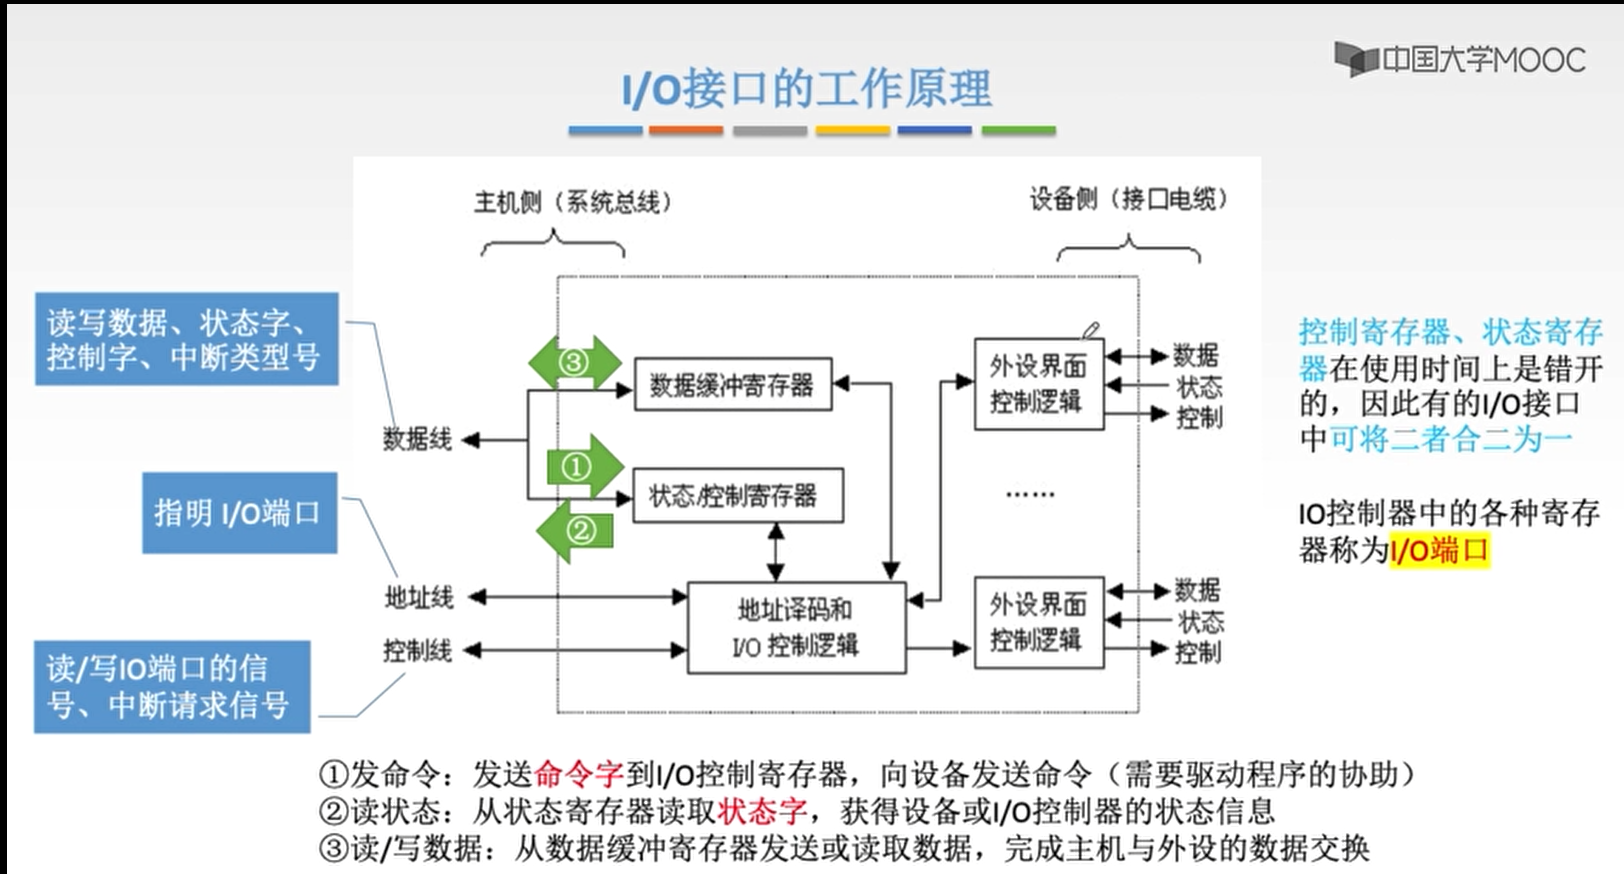 中国大学MOOC
I/O接口的工作原理
主机侧（系统总线）
设备侧（接口电缆）
读写数据、状态字、
控制字、中断类型号
指明 I/O端口
读/写IO端口的信
号、中断请求信号
数据线
地址线
控制线
③
①
②
数据缓冲寄存器
状态/控制寄存器
地址译码和
I/O 控制逻辑
外设界面
控制逻辑
数据
状态
控制
……
外设界面
控制逻辑
数据
状态
控制
控制寄存器、状态寄存
器在使用时间上是错开
的，因此有的I/O接口
中可将二者合二为一
IO控制器中的各种寄存
器称为I/O端口
①发命令：发送命令字到I/O控制寄存器，向设备发送命令（需要驱动程序的协助）
②读状态：从状态寄存器读取状态字，获得设备或I/O控制器的状态信息
③读/写数据：从数据缓冲寄存器发送或读取数据，完成主机与外设的数据交换